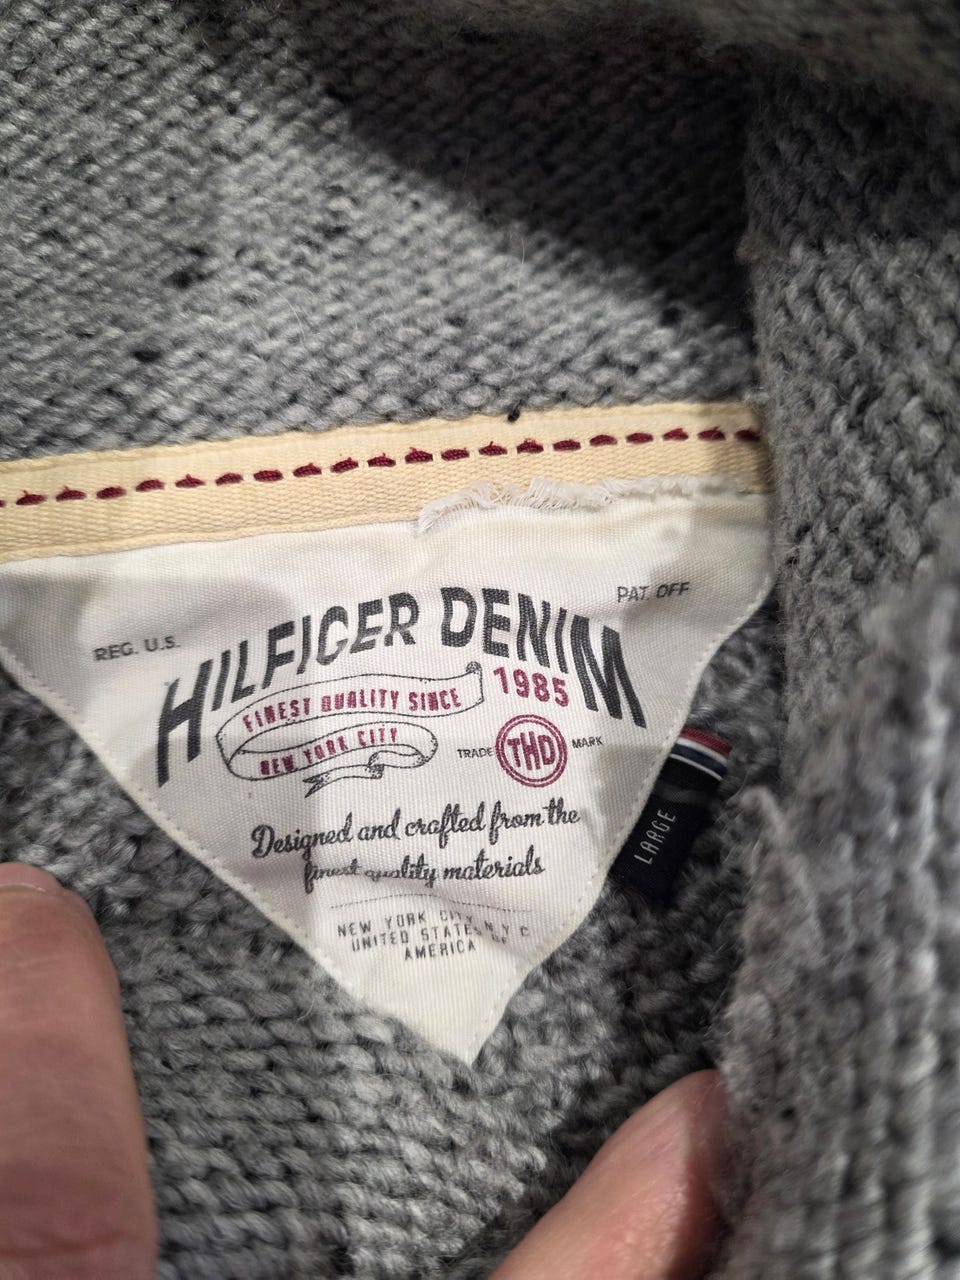 REG. U.S.
PAT. OFF
HILFIGER DENIM
FINEST QUALITY SINCE
1985
NEW YORK CITY
TRADE THD MARK
Designed and crafted from the
finest quality materials
NEW YORK CITY N.Y C
UNITED STATES OF
AMERICA
LARGE